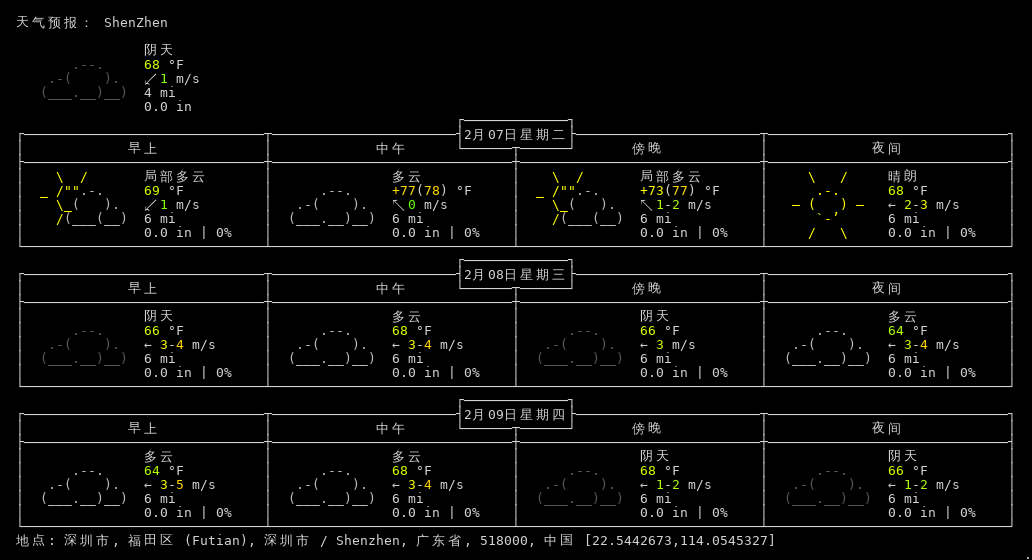 天气预报： ShenZhen
阴天
68 °F
↙ 1 m/s
4 mi
0.0 in
2月07日星期二
早上 中午 傍晚 夜间
局部多云 多云 局部多云 晴朗
69 °F +77(78) °F +73(77) °F 68 °F
↙ 1 m/s ↖ 0 m/s ↖ 1-2 m/s ← 2-3 m/s
6 mi 6 mi 6 mi 6 mi
0.0 in | 0% 0.0 in | 0% 0.0 in | 0% 0.0 in | 0%
2月08日星期三
早上 中午 傍晚 夜间
阴天 多云 阴天 多云
66 °F 68 °F 66 °F 64 °F
← 3-4 m/s ← 3-4 m/s ← 3 m/s ← 3-4 m/s
6 mi 6 mi 6 mi 6 mi
0.0 in | 0% 0.0 in | 0% 0.0 in | 0% 0.0 in | 0%
2月09日星期四
早上 中午 傍晚 夜间
多云 多云 阴天 阴天
64 °F 68 °F 68 °F 66 °F
← 3-5 m/s ← 3-4 m/s ← 1-2 m/s ← 1-2 m/s
6 mi 6 mi 6 mi 6 mi
0.0 in | 0% 0.0 in | 0% 0.0 in | 0% 0.0 in | 0%
地点: 深圳市, 福田区 (Futian), 深圳市 / Shenzhen, 广东省, 518000, 中国 [22.5442673,114.0545327]